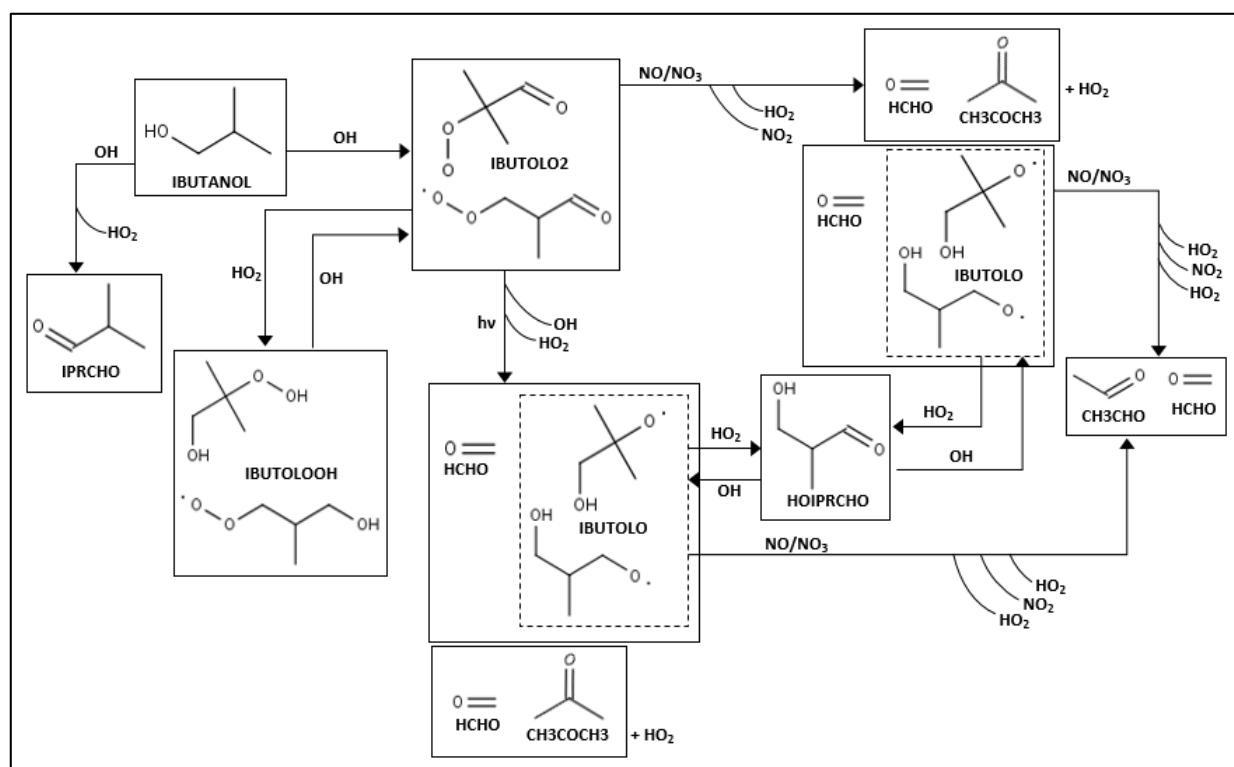 OH
HO
IBUTANOL
OH
HO₂
O
IPRCHO
O
O
O
IBUTOLO2
O
O
O
HO₂
OH
O
OH
OH
IBUTOLOOH
O
O
OH
NO/NO₃
HO₂
NO₂
O
HCHO
O
CH3COCH3
+ HO₂
hν
OH
HO₂
O
HCHO
O
OH
IBUTOLO
OH
O
NO/NO₃
HO₂
NO₂
HO₂
O
CH3CHO
O
HCHO
HO₂
OH
OH
O
HOIPRCHO
HO₂
OH
O
HCHO
O
OH
IBUTOLO
OH
O
NO/NO₃
HO₂
NO₂
HO₂
O
HCHO
O
CH3COCH3
+ HO₂